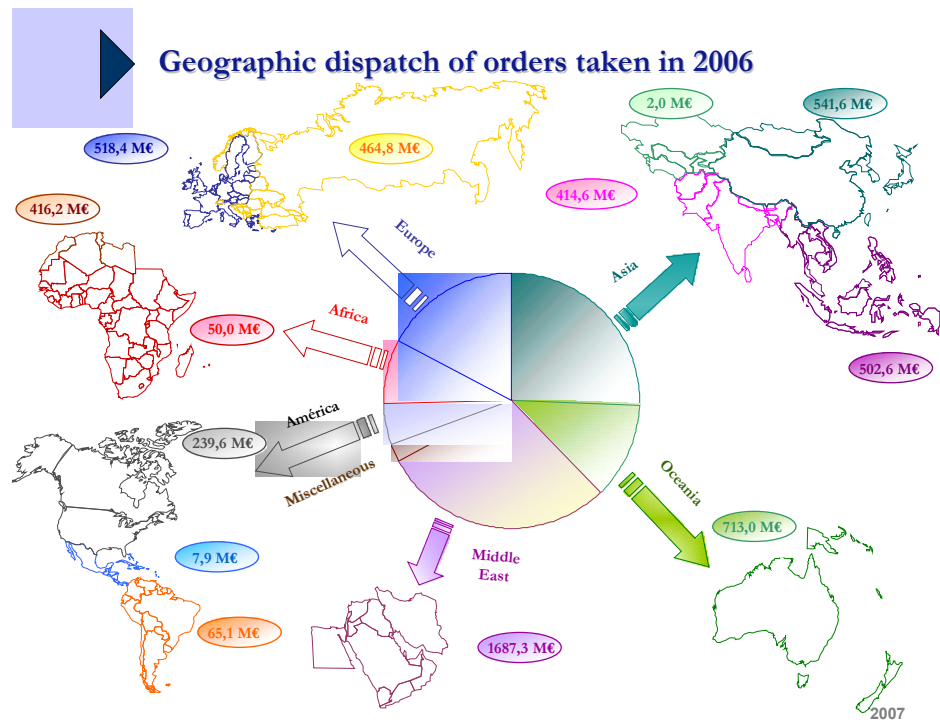 Geographic dispatch of orders taken in 2006
2,0 M€
541,6 M€
518,4 M€
464,8 M€
414,6 M€
416,2 M€
Europe
Asia
Africa
50,0 M€
502,6 M€
América
239,6 M€
Miscellaneous
Oceania
713,0 M€
7,9 M€
Middle
East
65,1 M€
1687,3 M€
2007